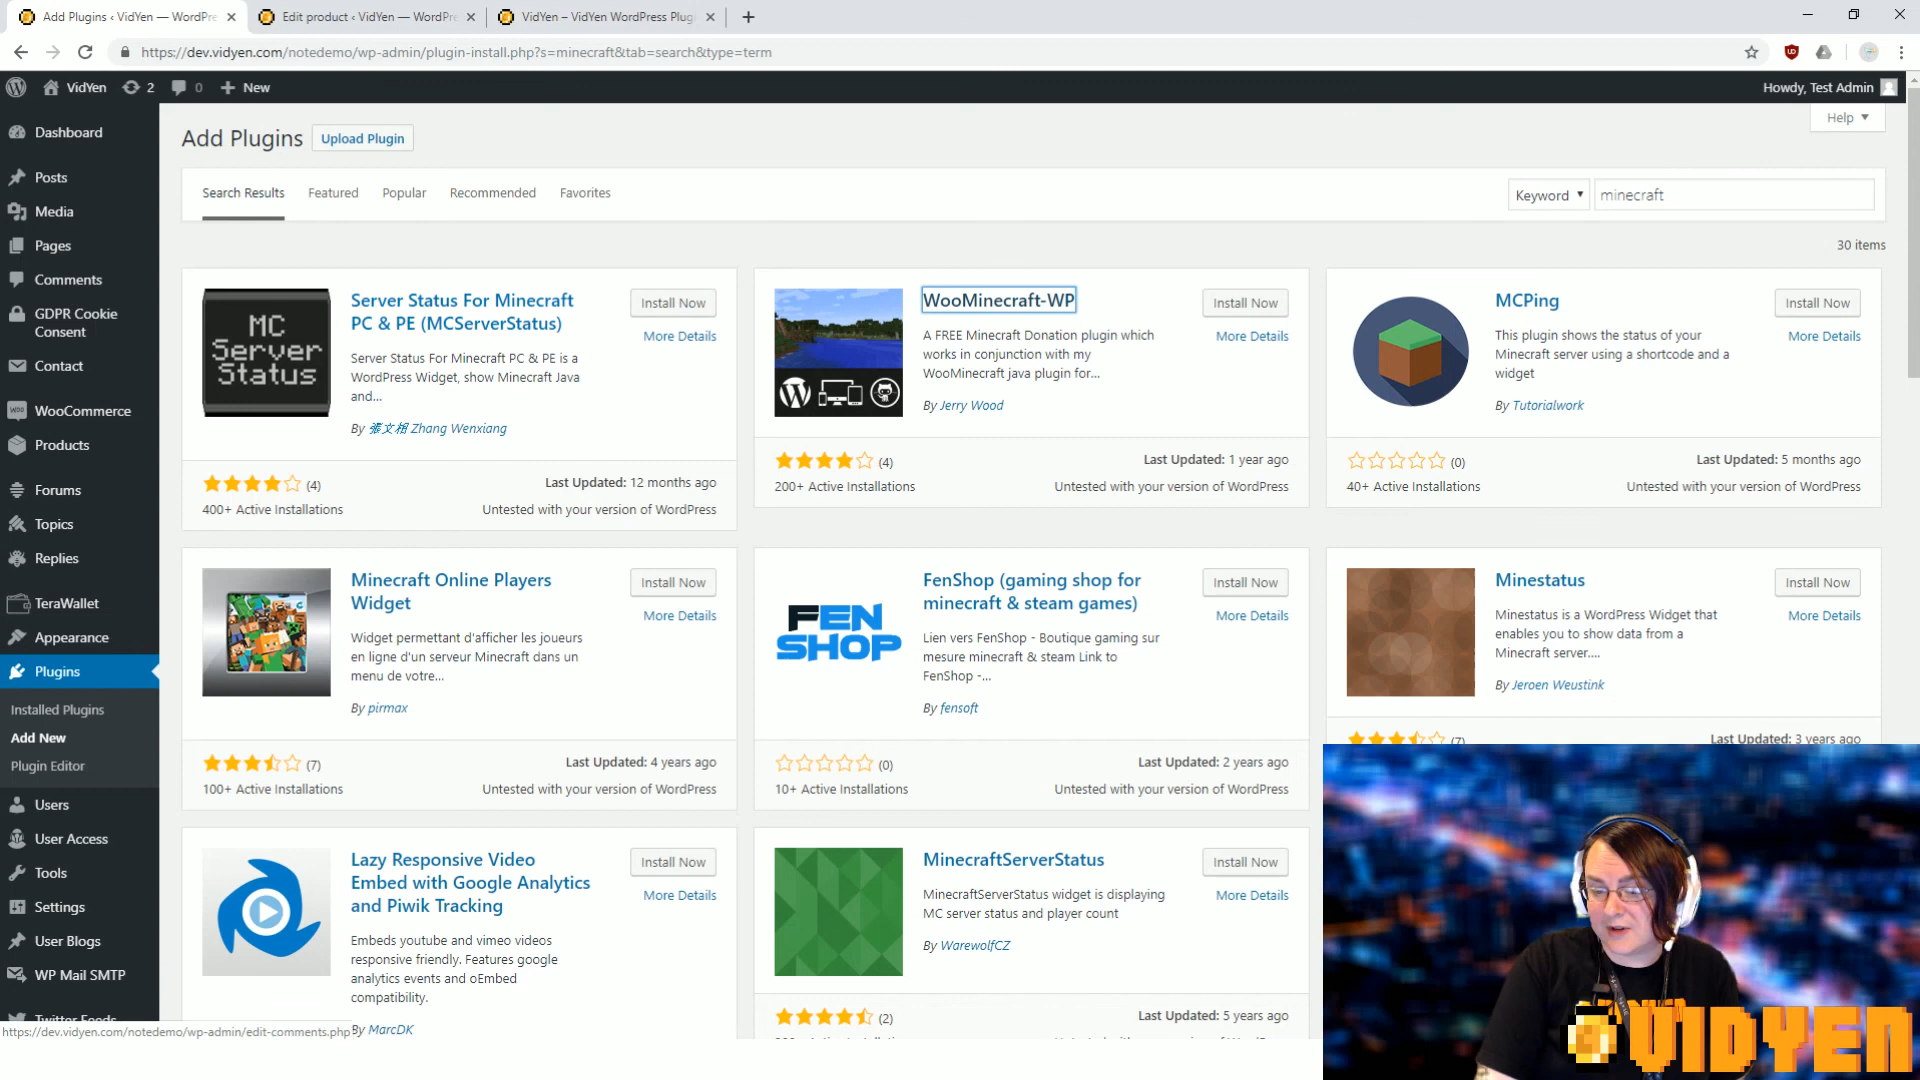 Add Plugins ‹ VidYen — WordPre
Edit product ‹ VidYen — WordPre
VidYen – VidYen WordPress Plug
https://dev.vidyen.com/notedemo/wp-admin/plugin-install.php?s=minecraft&tab=search&type=term
VidYen
2
0
New
Howdy, Test Admin
Help
Dashboard
Posts
Media
Pages
Comments
GDPR Cookie
Consent
Contact
WooCommerce
Products
Forums
Topics
Replies
TeraWallet
Appearance
Plugins
Installed Plugins
Add New
Plugin Editor
Users
User Access
Tools
Settings
User Blogs
WP Mail SMTP
Twitter Feeds
https://dev.vidyen.com/notedemo/wp-admin/edit-comments.php
Add Plugins
Upload Plugin
Search Results
Featured
Popular
Recommended
Favorites
Keyword
minecraft
30 items
MC
Server
Status
Server Status For Minecraft
PC & PE (MCServerStatus)
Install Now
More Details
Server Status For Minecraft PC & PE is a
WordPress Widget, show Minecraft Java
and...
By 張文相 Zhang Wenxiang
(4)
Last Updated: 12 months ago
400+ Active Installations
Untested with your version of WordPress
WooMinecraft-WP
Install Now
More Details
A FREE Minecraft Donation plugin which
works in conjunction with my
WooMinecraft java plugin for...
By Jerry Wood
(4)
Last Updated: 1 year ago
200+ Active Installations
Untested with your version of WordPress
MCPing
Install Now
More Details
This plugin shows the status of your
Minecraft server using a shortcode and a
widget
By Tutorialwork
(0)
Last Updated: 5 months ago
40+ Active Installations
Untested with your version of WordPress
Minecraft Online Players
Widget
Install Now
More Details
Widget permettant d'afficher les joueurs
en ligne d'un serveur Minecraft dans un
menu de votre...
By pirmax
(7)
Last Updated: 4 years ago
100+ Active Installations
Untested with your version of WordPress
FEN
SHOP
FenShop (gaming shop for
minecraft & steam games)
Install Now
More Details
Lien vers FenShop - Boutique gaming sur
mesure minecraft & steam Link to
FenShop -...
By fensoft
(0)
Last Updated: 2 years ago
10+ Active Installations
Untested with your version of WordPress
Minestatus
Install Now
More Details
Minestatus is a WordPress Widget that
enables you to show data from a
Minecraft server....
By Jeroen Weustink
(7)
Last Updated: 3 years ago
Lazy Responsive Video
Embed with Google Analytics
and Piwik Tracking
Install Now
More Details
Embeds youtube and vimeo videos
responsive friendly. Features google
analytics events and oEmbed
compatibility.
By MarcDK
MinecraftServerStatus
Install Now
More Details
MinecraftServerStatus widget is displaying
MC server status and player count
By WarewolfCZ
(2)
Last Updated: 5 years ago
VIDYEN